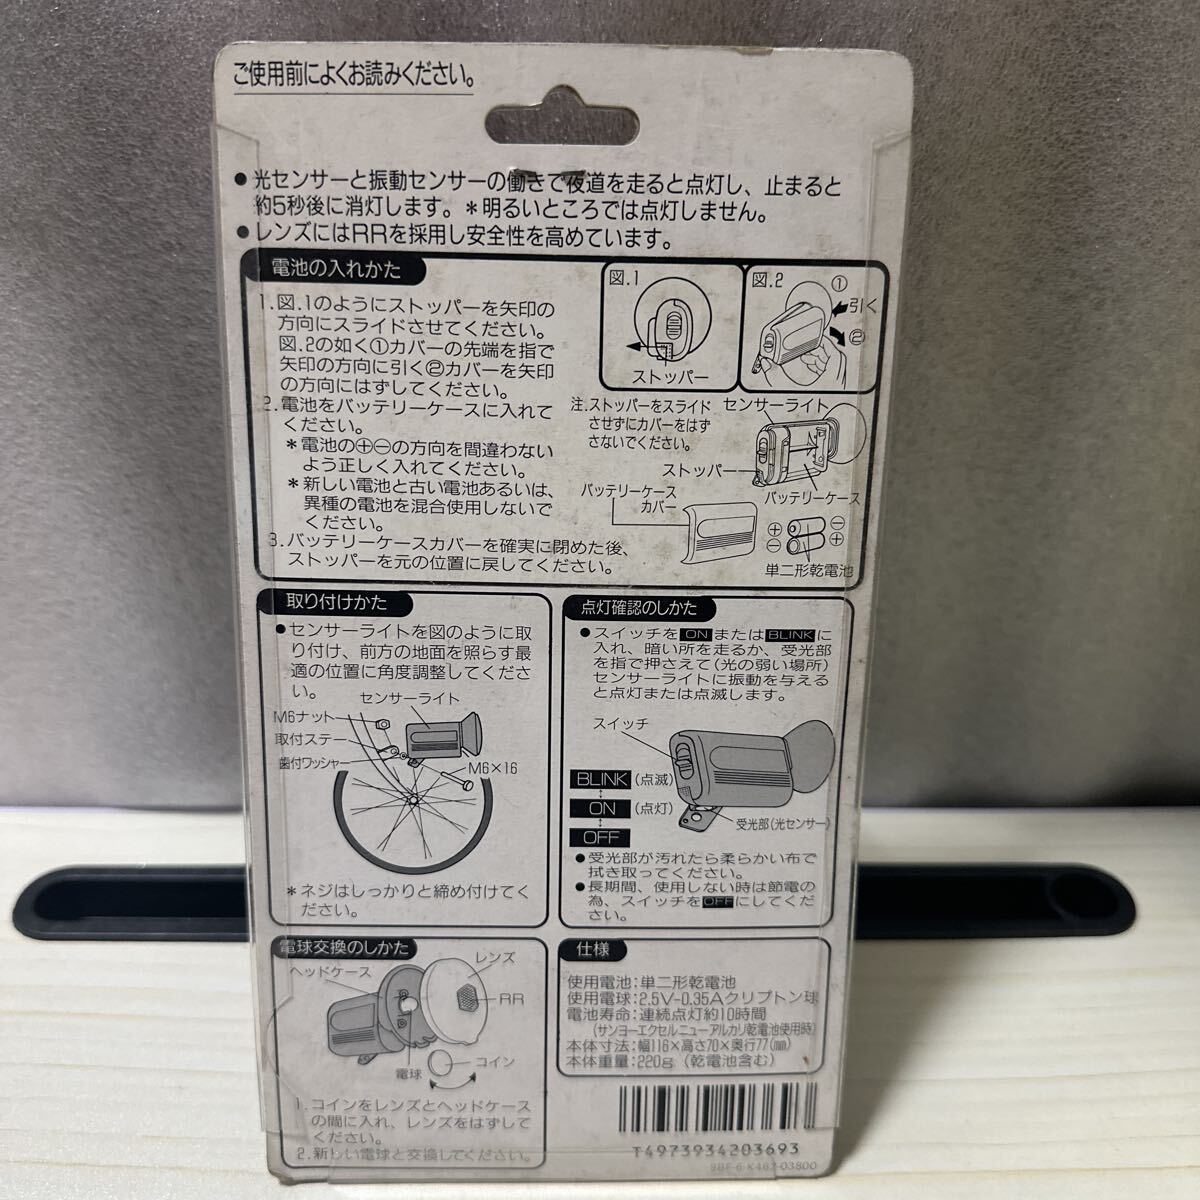 ご使用前によくお読みください。
●光センサーと振動センサーの働きで夜道を走ると点灯し、止まると
約5秒後に消灯します。＊明るいところでは点灯しません。
●レンズにはRRを採用し安全性を高めています。
電池の入れかた
1.図.1のようにストッパーを矢印の
方向にスライドさせてください。
図.2の如く①カバーの先端を指で
矢印の方向に引く②カバーを矢印
の方向にはずしてください。
2.電池をバッテリーケースに入れて
ください。
＊電池の⊕⊖の方向を間違わない
よう正しく入れてください。
＊新しい電池と古い電池あるいは、
異種の電池を混合使用しないで
ください。
3.バッテリーケースカバーを確実に閉めた後、
ストッパーを元の位置に戻してください。
図.1
ストッパー
図.2
①
引く
②
注.ストッパーをスライド
させずにカバーをはず
さないでください。
センサーライト
ストッパー
バッテリーケース
カバー
バッテリーケース
⊕ ⊖
⊖ ⊕
単二形乾電池
取り付けかた
●センサーライトを図のように取
り付け、前方の地面を照らす最
適の位置に角度調整してくださ
い。
センサーライト
M6ナット
取付ステー
歯付ワッシャー
M6×16
＊ネジはしっかりと締め付けてく
ださい。
点灯確認のしかた
●スイッチをONまたはBLINKに
入れ、暗い所を走るか、受光部
を指で押さえて(光の弱い場所)
センサーライトに振動を与える
と点灯または点滅します。
スイッチ
BLINK (点滅)
ON (点灯)
OFF
受光部(光センサー)
●受光部が汚れたら柔らかい布で
拭き取ってください。
●長期間、使用しない時は節電の
為、スイッチをOFFにしてくだ
さい。
電球交換のしかた
ヘッドケース
レンズ
RR
電球
コイン
1.コインをレンズとヘッドケース
の間に入れ、レンズをはずして
ください。
2.新しい電球と交換してください。
仕様
使用電池:単二形乾電池
使用電球:2.5V-0.35Aクリプトン球
電池寿命:連続点灯約10時間
(サンヨーエクセルニューアルカリ乾電池使用時)
本体寸法:幅116×高さ70×奥行77(㎜)
本体重量:220g (乾電池含む)
T4973934203693